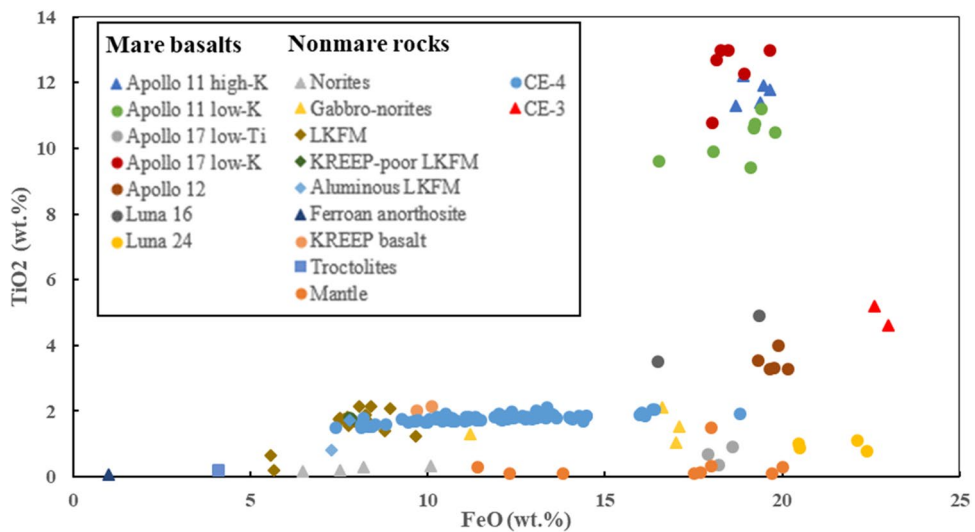 14
12
10
8
6
4
2
0
TiO2 (wt.%)
Mare basalts Nonmare rocks
Apollo 11 high-K Norites CE-4
Apollo 11 low-K Gabbro-norites CE-3
Apollo 17 low-Ti LKFM
Apollo 17 low-K KREEP-poor LKFM
Apollo 12 Aluminous LKFM
Luna 16 Ferroan anorthosite
Luna 24 KREEP basalt
Troctolites
Mantle
0 5 10 15 20 25
FeO (wt.%)